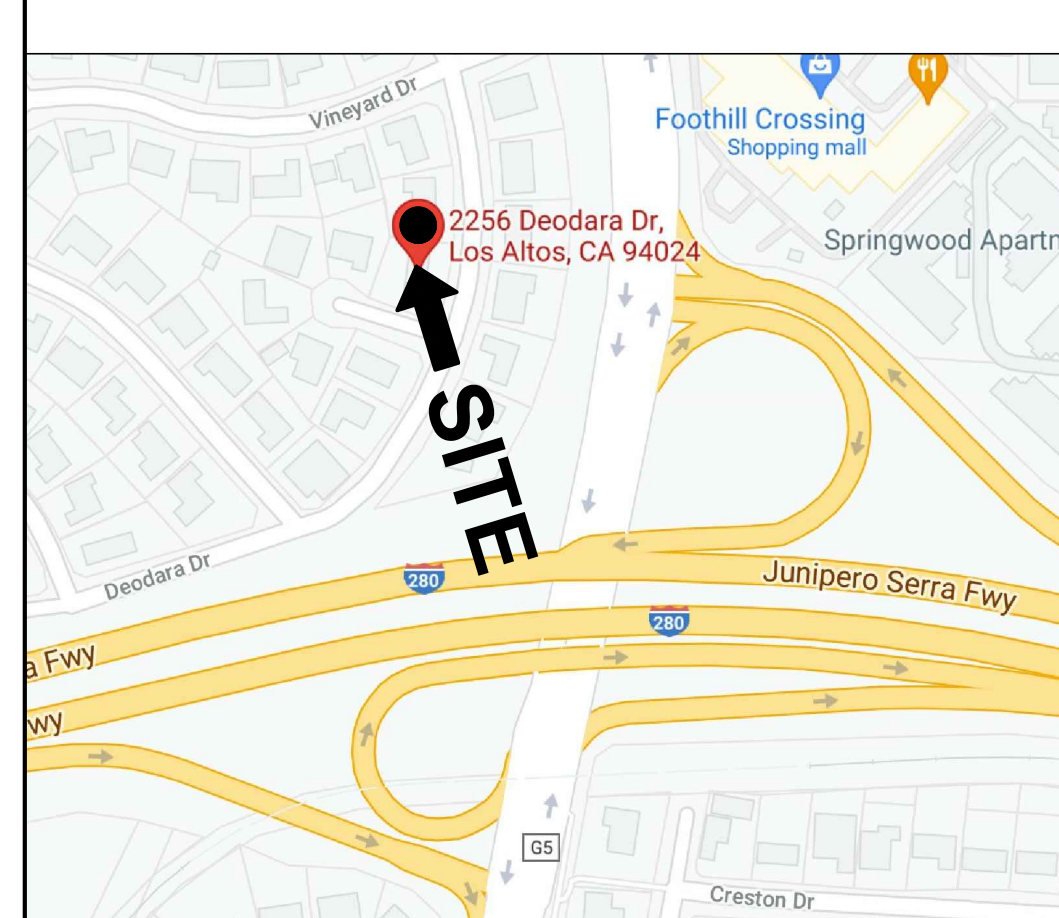 Vineyard Dr
Foothill Crossing
Shopping mall
2256 Deodara Dr,
Los Altos, CA 94024
Springwood Apartn
SITE
Deodara Dr
280
Junipero Serra Fwy
280
a Fwy
wy
G5
Creston Dr